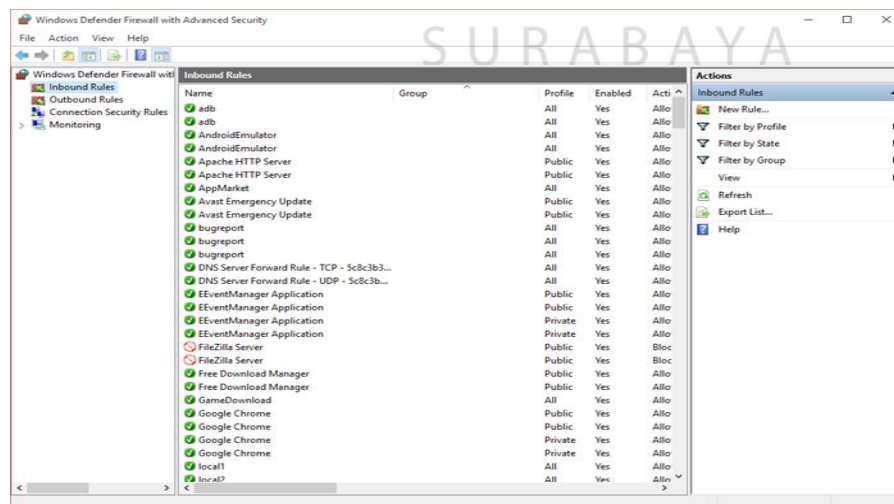 Windows Defender Firewall with Advanced Security
SURABAYA
File Action View Help
Windows Defender Firewall witl
Inbound Rules
Outbound Rules
Connection Security Rules
Monitoring
Inbound Rules
Name Group Profile Enabled Acti
adb All Yes Allo
adb All Yes Allo
AndroidEmulator All Yes Allo
AndroidEmulator All Yes Allo
Apache HTTP Server Public Yes Allo
Apache HTTP Server Public Yes Allo
AppMarket All Yes Allo
Avast Emergency Update Public Yes Allo
Avast Emergency Update Public Yes Allo
bugreport All Yes Allo
bugreport All Yes Allo
bugreport All Yes Allo
DNS Server Forward Rule - TCP - 5c8c3b3... All Yes Allo
DNS Server Forward Rule - UDP - 5c8c3b... All Yes Allo
EEventManager Application Public Yes Allo
EEventManager Application Public Yes Allo
EEventManager Application Private Yes Allo
EEventManager Application Private Yes Allo
FileZilla Server Public Yes Bloc
FileZilla Server Public Yes Bloc
Free Download Manager Public Yes Allo
Free Download Manager Public Yes Allo
GameDownload All Yes Allo
Google Chrome Public Yes Allo
Google Chrome Public Yes Allo
Google Chrome Private Yes Allo
Google Chrome Private Yes Allo
local1 All Yes Allo
local2 All Yes Allo
Actions
Inbound Rules
New Rule...
Filter by Profile
Filter by State
Filter by Group
View
Refresh
Export List...
Help